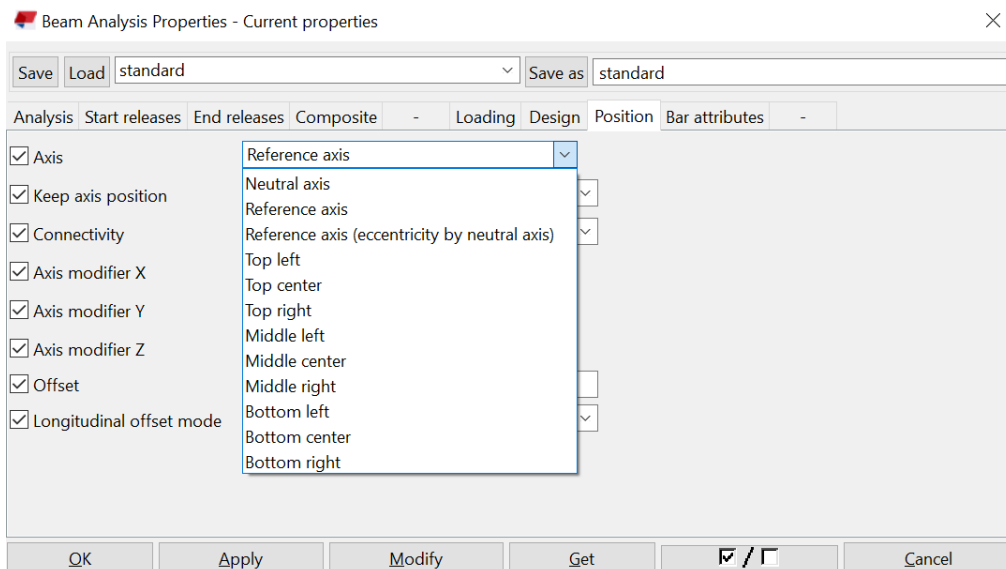 Beam Analysis Properties - Current properties
Save Load standard Save as standard
Analysis Start releases End releases Composite - Loading Design Position Bar attributes -
Axis Reference axis
Neutral axis
Keep axis position
Reference axis
Connectivity Reference axis (eccentricity by neutral axis)
Top left
Axis modifier X
Top center
Axis modifier Y Top right
Middle left
Axis modifier Z
Middle center
Offset Middle right
Bottom left
Longitudinal offset mode
Bottom center
Bottom right
OK Apply Modify Get / Cancel